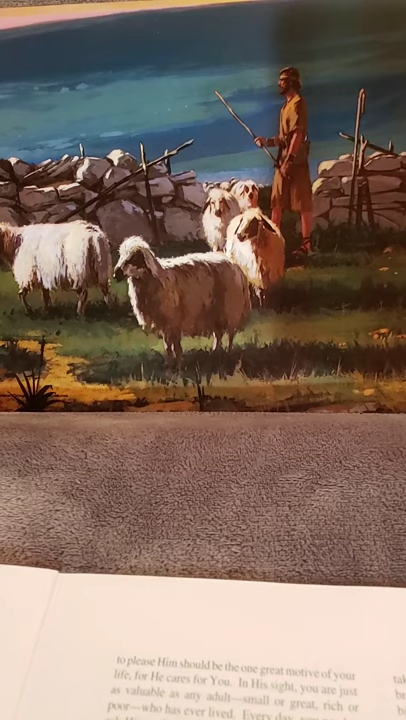 to please Him should be the one great motive of your
life, for He cares for You. In His sight, you are just
as valuable as any adult—small or great, rich or
poor—who has ever lived. Every day,